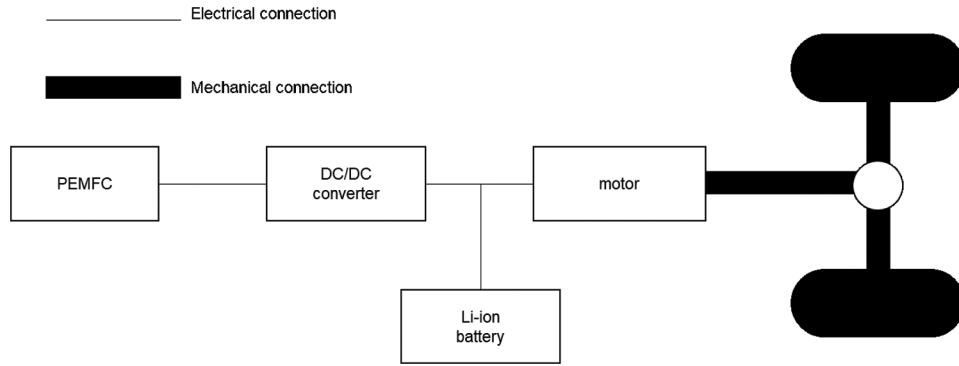 Electrical connection
Mechanical connection
PEMFC
DC/DC
converter
motor
Li-ion
battery